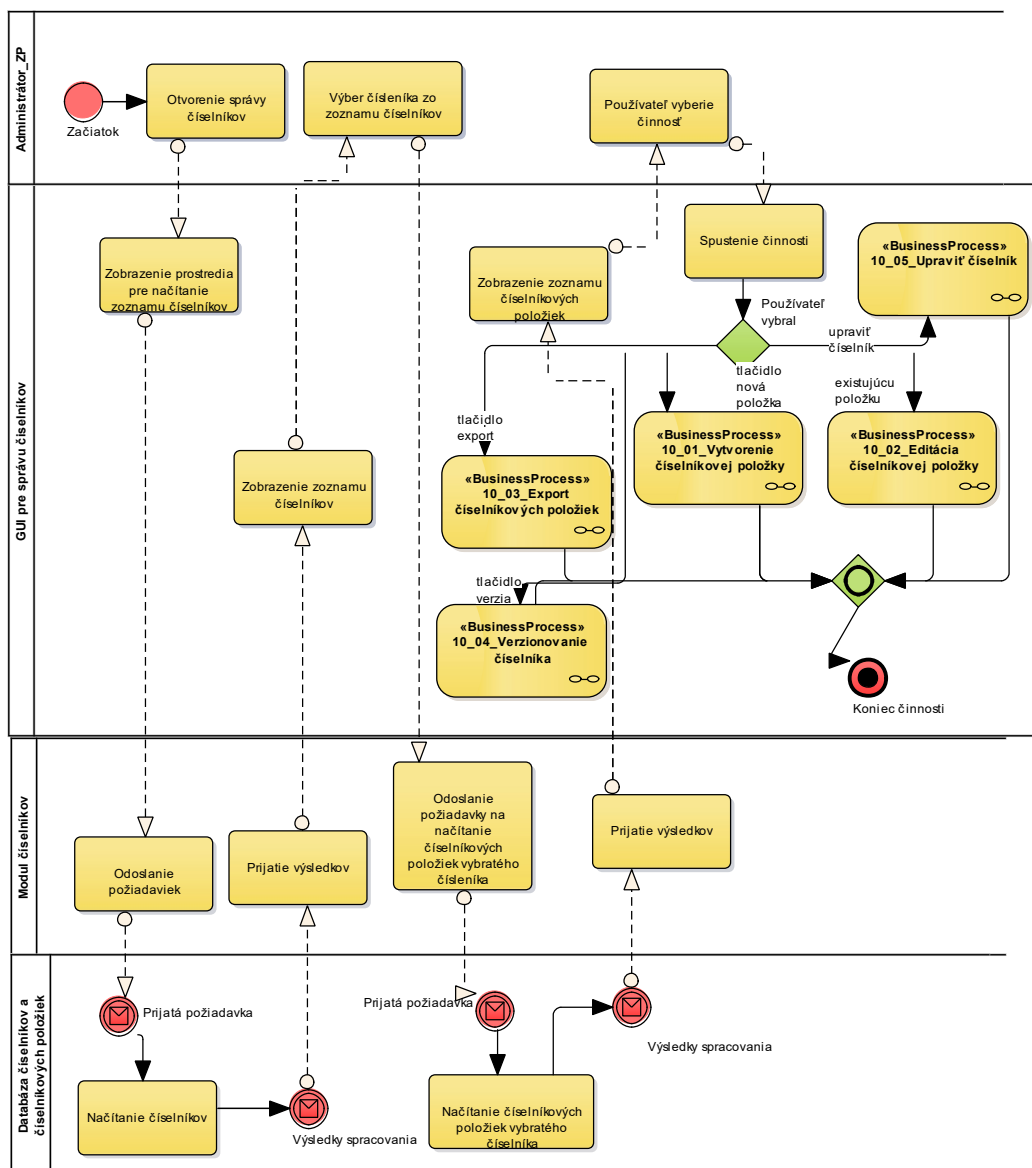 Administrátor_ZP
Začiatok
Otvorenie správy
číselníkov
Výber čísleníka zo
zoznamu číselníkov
Používateľ vyberie
činnosť
GUI pre správu číselníkov
Zobrazenie prostredia
pre načítanie
zoznamu číselníkov
Zobrazenie zoznamu
číselníkov
Zobrazenie zoznamu
číselníkových
položiek
Spustenie činnosti
«BusinessProcess»
10_05_Upraviť číselník
Používateľ
vybral
upraviť
číselník
tlačidlo
nová
položka
existujúcu
položku
tlačidlo
export
«BusinessProcess»
10_01_Vytvorenie
číselníkovej položky
«BusinessProcess»
10_02_Editácia
číselníkovej položky
«BusinessProcess»
10_03_Export
číselníkových položiek
tlačidlo
verzia
«BusinessProcess»
10_04_Verzionovanie
číselníka
Koniec činnosti
Modul číselníkov
Odoslanie
požiadaviek
Prijatie výsledkov
Odoslanie
požiadavky na
načítanie
číselníkových
položiek vybratého
čísleníka
Prijatie výsledkov
Databáza číselníkov a
číselníkových položiek
Prijatá požiadavka
Načítanie číselníkov
Výsledky spracovania
Prijatá požiadavka
Načítanie číselníkových
položiek vybratého
číselníka
Výsledky spracovania